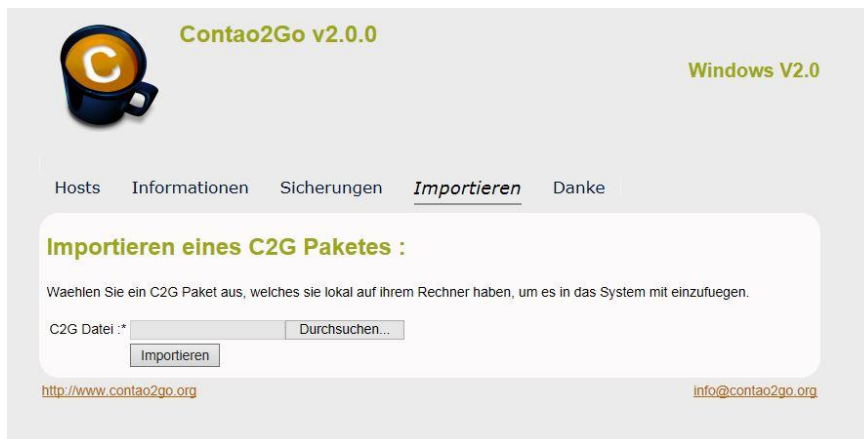 C
Contao2Go v2.0.0
Windows V2.0
Hosts Informationen Sicherungen Importieren Danke
Importieren eines C2G Paketes :
Waehlen Sie ein C2G Paket aus, welches sie lokal auf ihrem Rechner haben, um es in das System mit einzufuegen.
C2G Datei :* Durchsuchen...
Importieren
http://www.contao2go.org info@contao2go.org